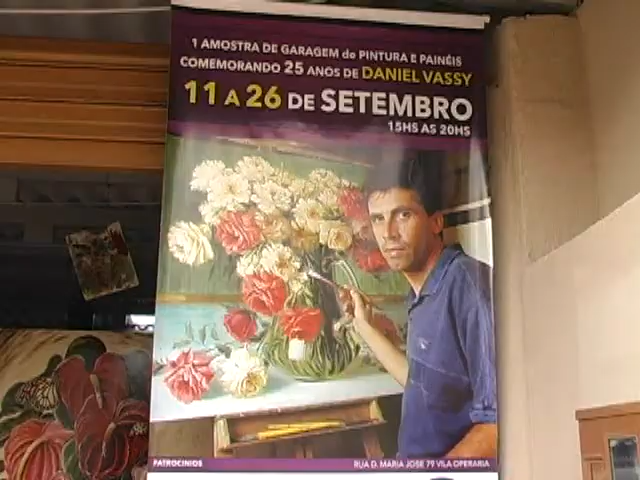 1 AMOSTRA DE GARAGEM de PINTURA E PAINÉIS
COMEMORANDO 25 ANOS DE DANIEL VASSY
11 A 26 DE SETEMBRO
15HS AS 20HS
PATROCINIOS
RUA D. MARIA JOSE 79 VILA OPERARIA